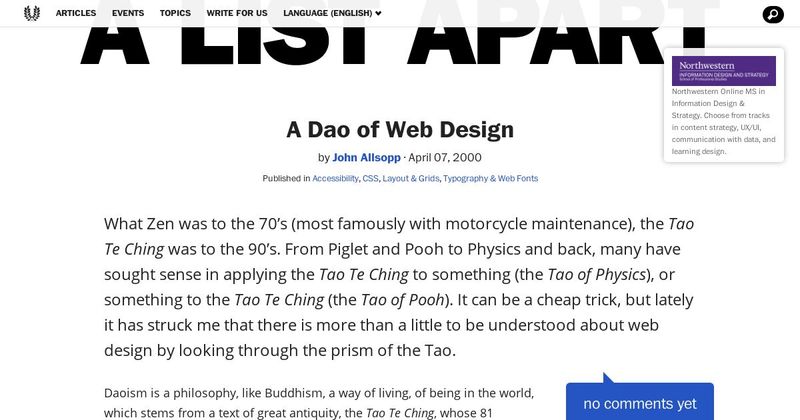 ARTICLES EVENTS TOPICS WRITE FOR US LANGUAGE (ENGLISH)
A LIST APART
Northwestern
INFORMATION DESIGN AND STRATEGY
School of Professional Studies
Northwestern Online MS in
Information Design &
Strategy. Choose from tracks
in content strategy, UX/UI,
communication with data, and
learning design.
A Dao of Web Design
by John Allsopp · April 07, 2000
Published in Accessibility, CSS, Layout & Grids, Typography & Web Fonts
What Zen was to the 70’s (most famously with motorcycle maintenance), the Tao
Te Ching was to the 90’s. From Piglet and Pooh to Physics and back, many have
sought sense in applying the Tao Te Ching to something (the Tao of Physics), or
something to the Tao Te Ching (the Tao of Pooh). It can be a cheap trick, but lately
it has struck me that there is more than a little to be understood about web
design by looking through the prism of the Tao.
Daoism is a philosophy, like Buddhism, a way of living, of being in the world,
which stems from a text of great antiquity, the Tao Te Ching, whose 81
no comments yet